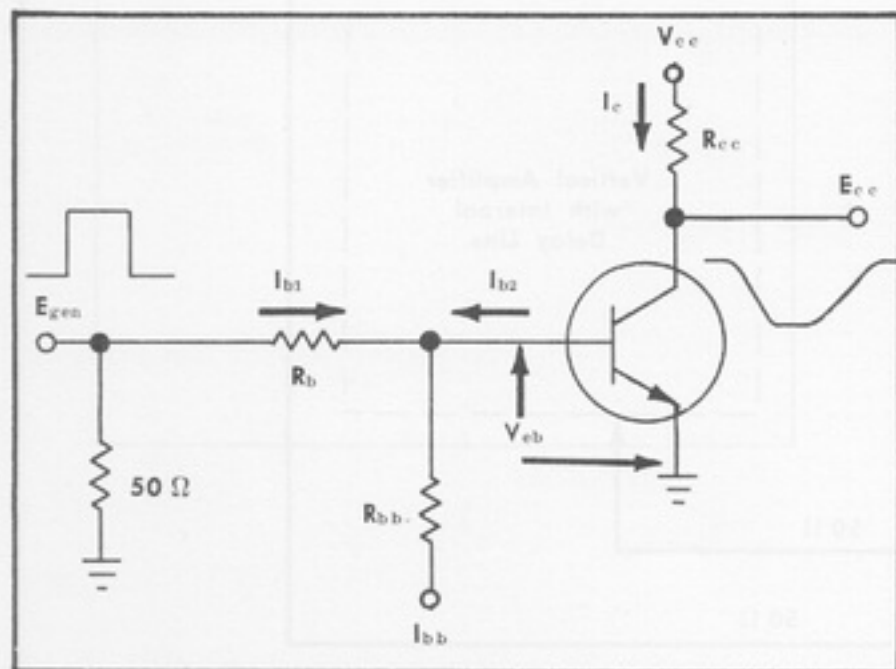 Vcc
Ic
Rcc
Ecc
Egen
Ib1
Ib2
Rb
Veb
50 Ω
Rbb
Ibb
Vertical Amplifier
with Internal
Delay Line
50 Ω
50 Ω